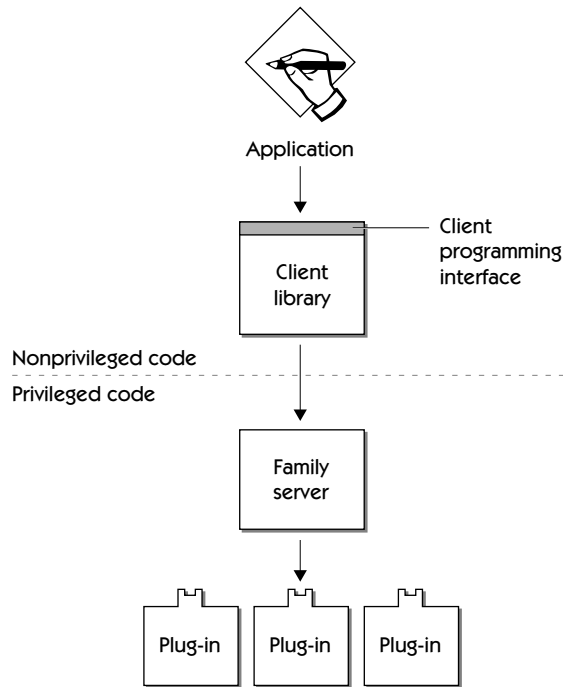 Application
Client
programming
interface
Client
library
Nonprivileged code
Privileged code
Family
server
Plug-in
Plug-in
Plug-in